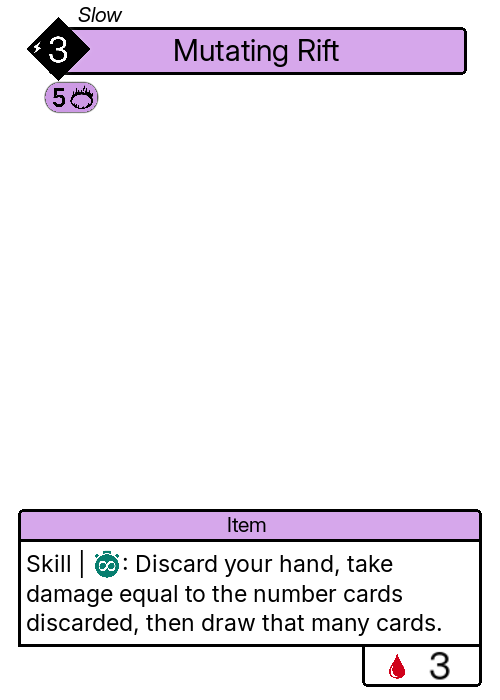 Slow
3 Mutating Rift
5
Item
Skill | : Discard your hand, take
damage equal to the number cards
discarded, then draw that many cards.
3